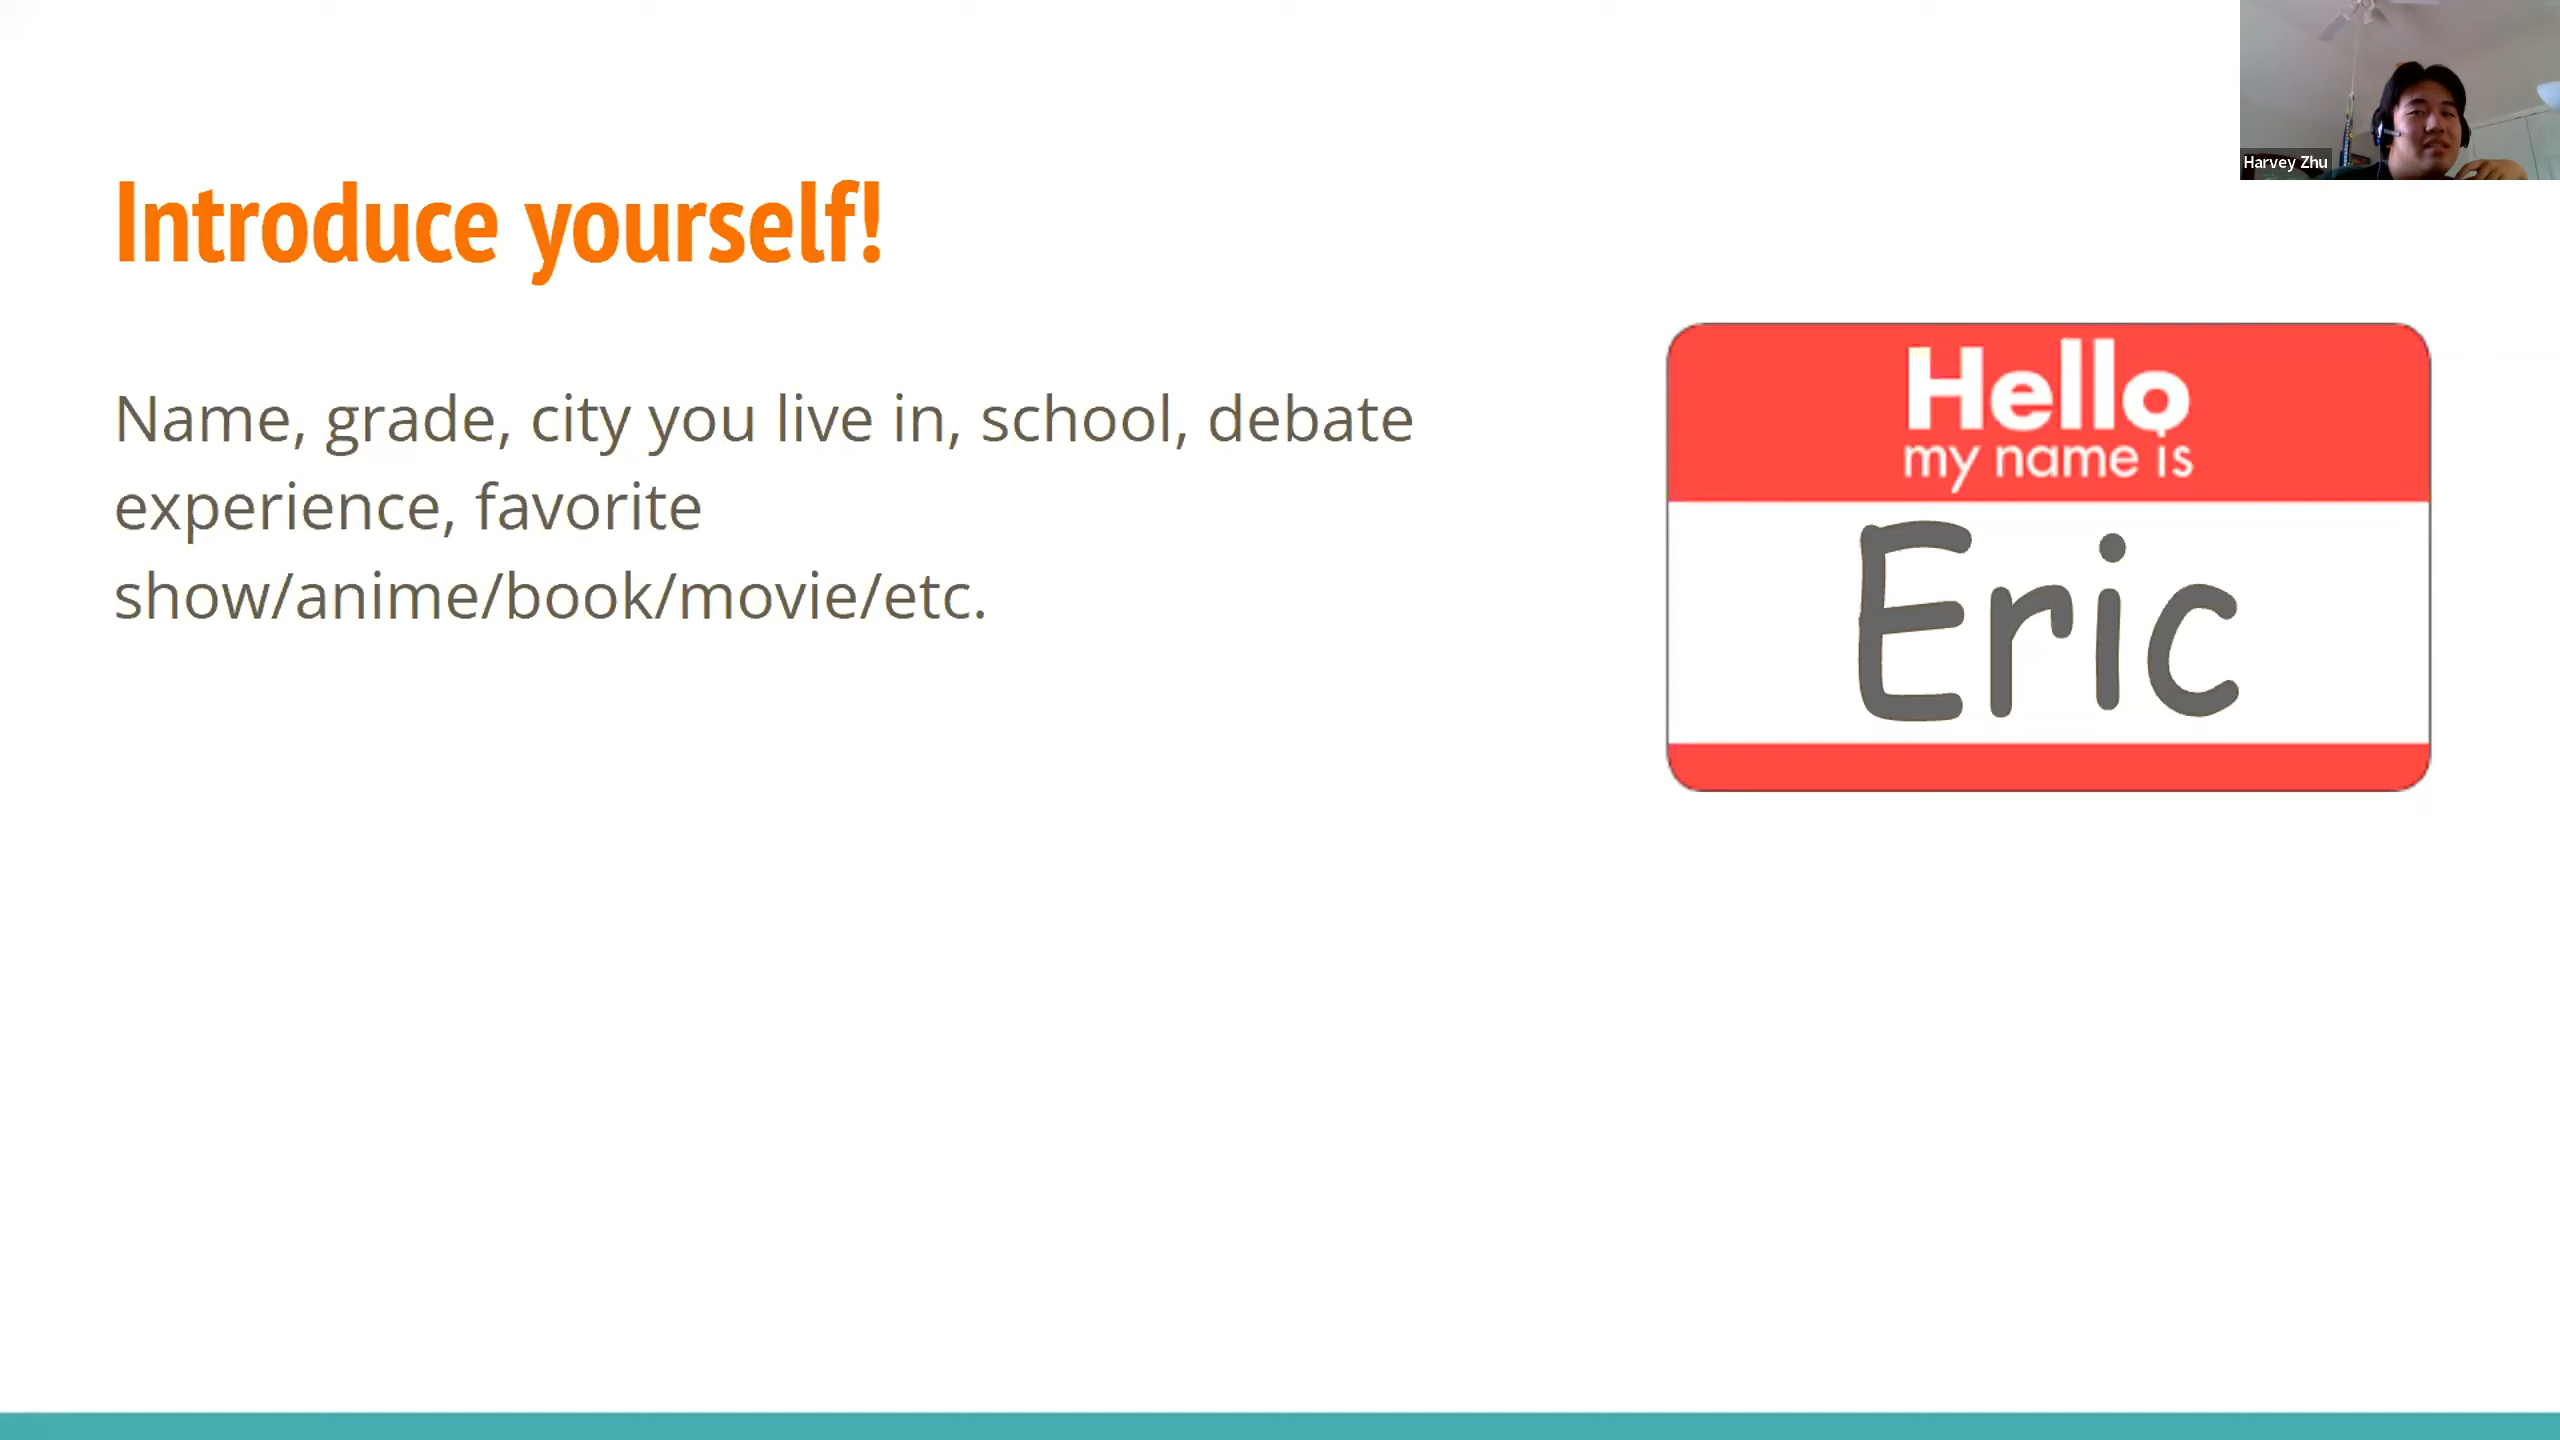 Harvey Zhu
Introduce yourself!
Name, grade, city you live in, school, debate
experience, favorite
show/anime/book/movie/etc.
Hello
my name is
Eric